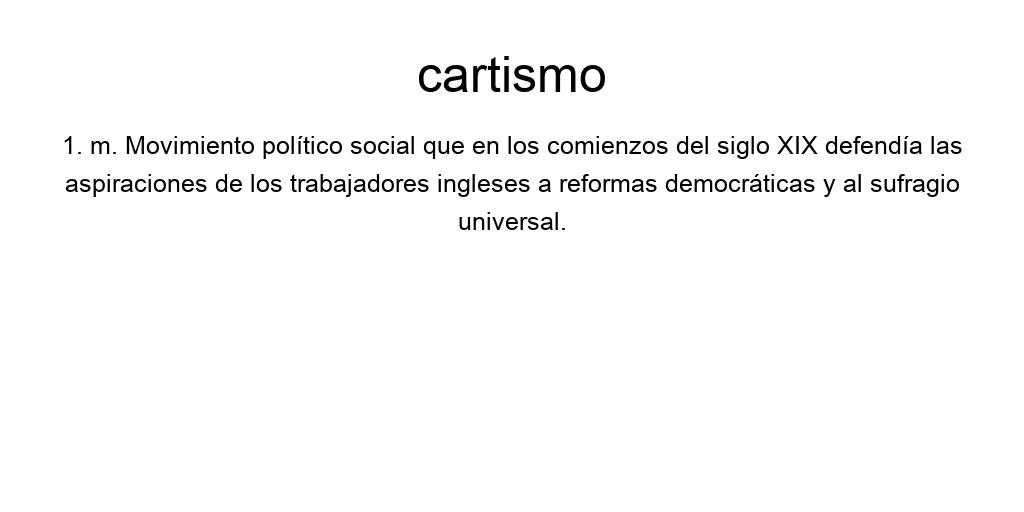 cartismo
1. m. Movimiento político social que en los comienzos del siglo XIX defendía las
aspiraciones de los trabajadores ingleses a reformas democráticas y al sufragio
universal.